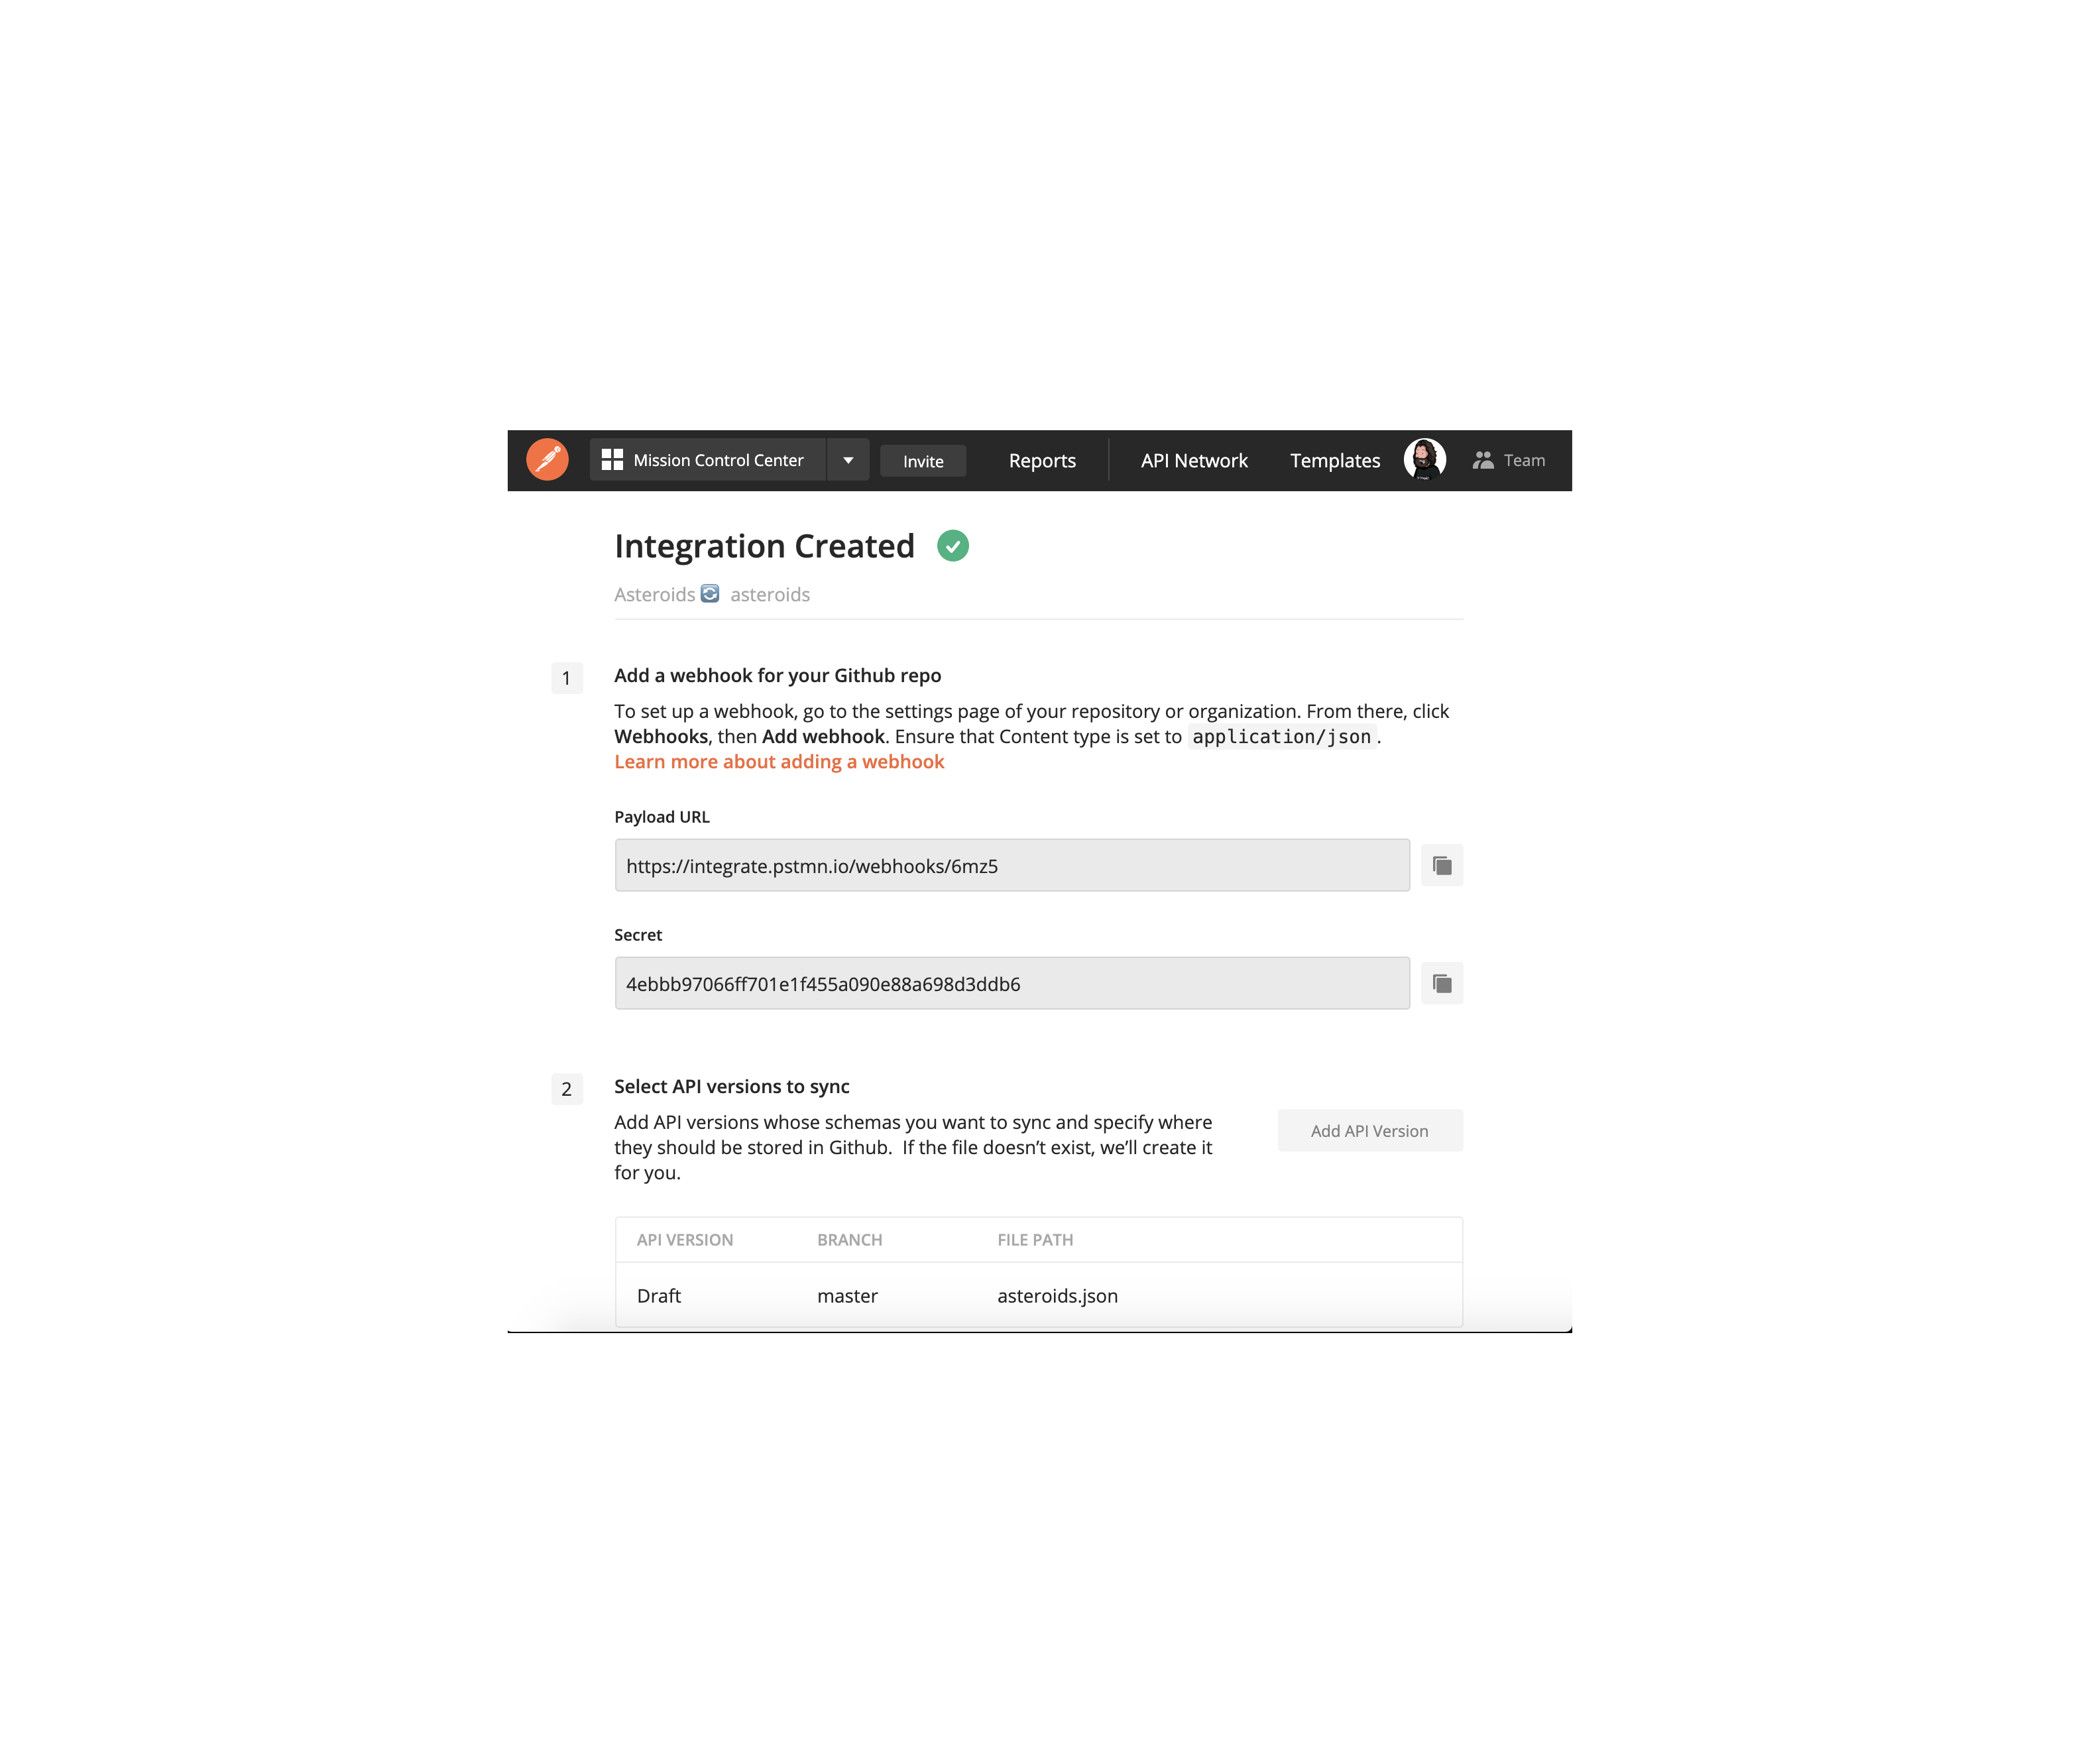 Mission Control Center Invite Reports API Network Templates Team
Integration Created
Asteroids asteroids
1 Add a webhook for your Github repo
To set up a webhook, go to the settings page of your repository or organization. From there, click
Webhooks, then Add webhook. Ensure that Content type is set to application/json .
Learn more about adding a webhook
Payload URL
https://integrate.pstmn.io/webhooks/6mz5
Secret
4ebbb97066ff701e1f455a090e88a698d3ddb6
2 Select API versions to sync
Add API versions whose schemas you want to sync and specify where
they should be stored in Github. If the file doesn’t exist, we’ll create it
for you.
Add API Version
API VERSION BRANCH FILE PATH
Draft master asteroids.json